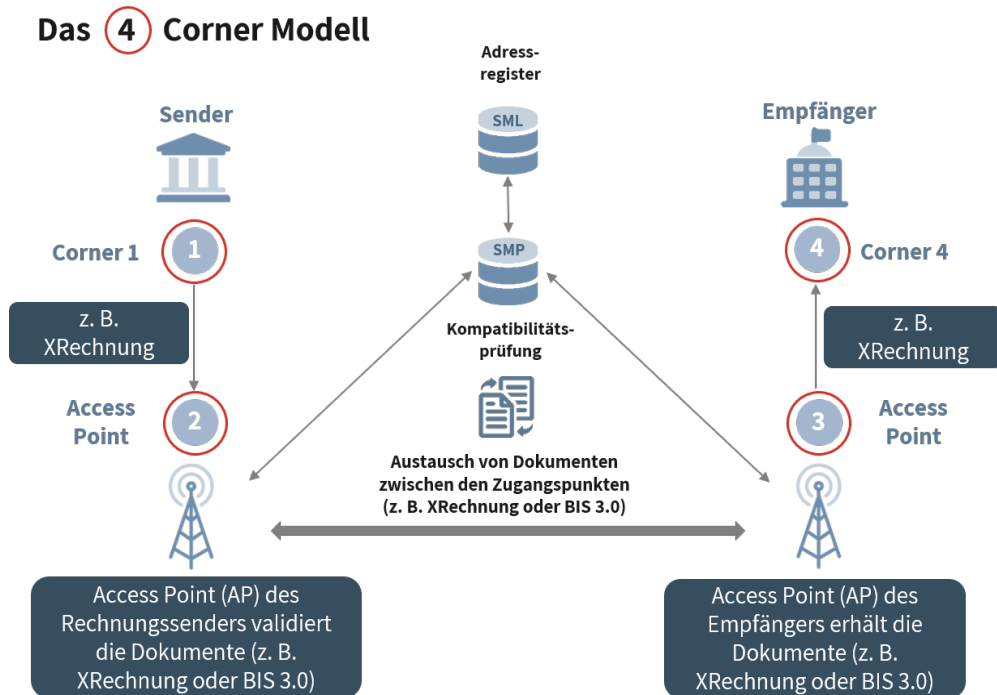 Das 4 Corner Modell
Adress-
register
Sender
SML
Empfänger
Corner 1
1
SMP
4
Corner 4
z. B.
XRechnung
Kompatibilitäts-
prüfung
z. B.
XRechnung
Access
Point
2
3
Access
Point
Austausch von Dokumenten
zwischen den Zugangspunkten
(z. B. XRechnung oder BIS 3.0)
Access Point (AP) des
Rechnungssenders validiert
die Dokumente (z. B.
XRechnung oder BIS 3.0)
Access Point (AP) des
Empfängers erhält die
Dokumente (z. B.
XRechnung oder BIS 3.0)